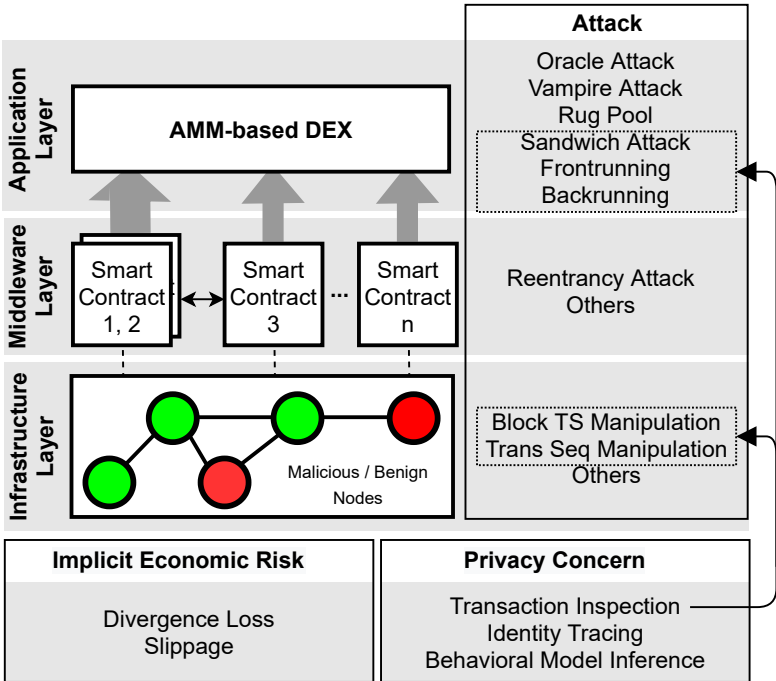 Attack
Application
Layer
AMM-based DEX
Oracle Attack
Vampire Attack
Rug Pool
Sandwich Attack
Frontrunning
Backrunning
Middleware
Layer
Smart
Contract
1, 2
Smart
Contract
3
...
Smart
Contract
n
Reentrancy Attack
Others
Infrastructure
Layer
Malicious / Benign
Nodes
Block TS Manipulation
Trans Seq Manipulation
Others
Implicit Economic Risk
Divergence Loss
Slippage
Privacy Concern
Transaction Inspection
Identity Tracing
Behavioral Model Inference